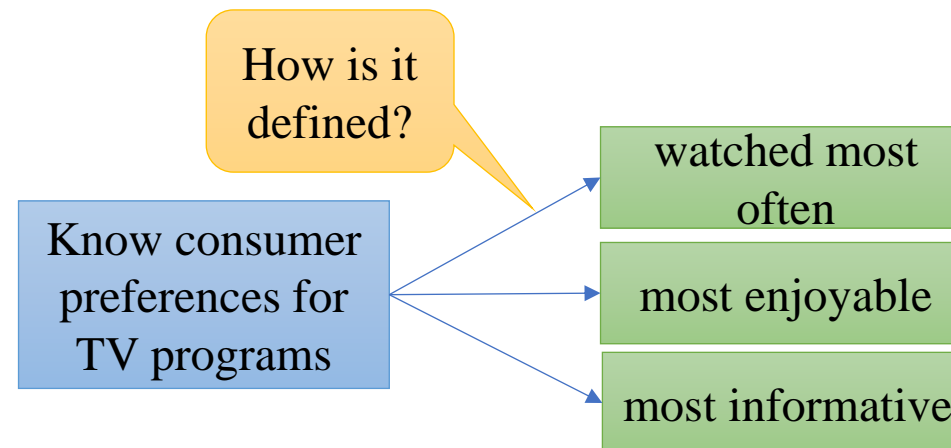 How is it
defined?
watched most
often
Know consumer
preferences for
TV programs
most enjoyable
most informative